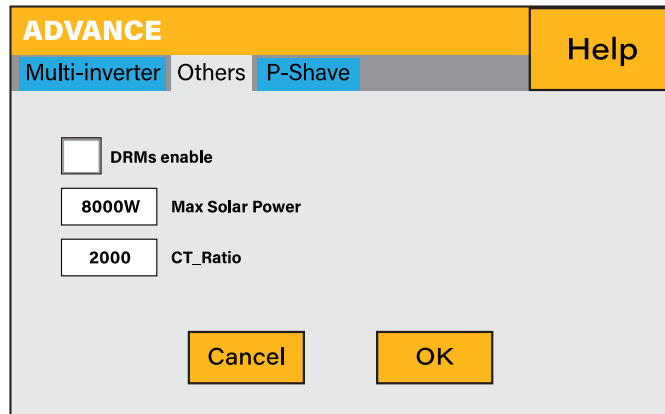 ADVANCE
Help
Multi-inverter Others P-Shave
DRMs enable
8000W Max Solar Power
2000 CT_Ratio
Cancel OK